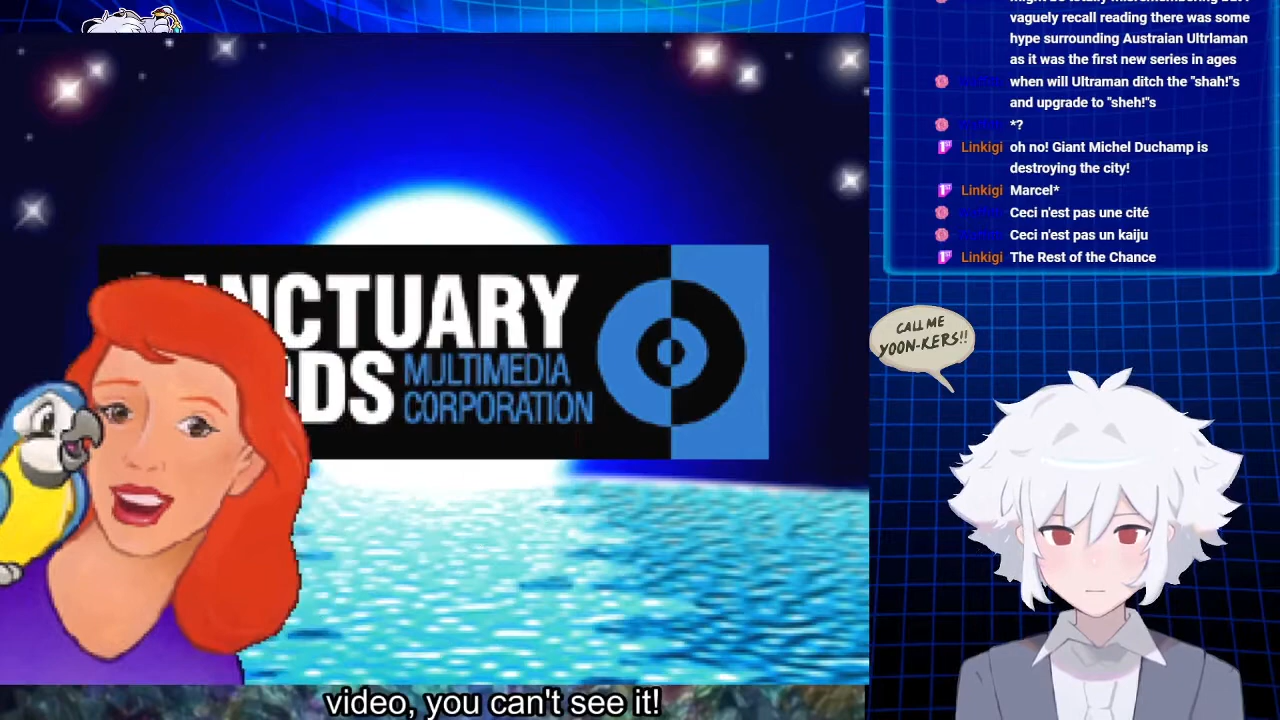 SANCTUARY
MULTIMEDIA
CORPORATION
video, you can't see it!
vaguely recall reading there was some
hype surrounding Austraian Ultrlaman
as it was the first new series in ages
when will Ultraman ditch the "shah!"s
and upgrade to "sheh!"s
*?
Linkigi oh no! Giant Michel Duchamp is
destroying the city!
Linkigi Marcel*
Ceci n'est pas une cité
Ceci n'est pas un kaiju
Linkigi The Rest of the Chance
CALL ME
YOON-KERS!!